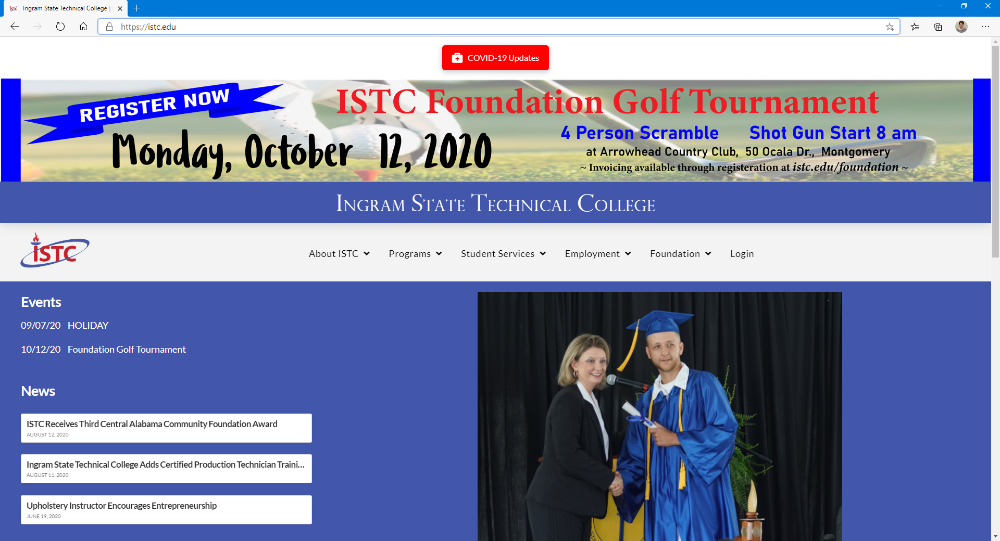 Ingram State Technical College |
https://istc.edu
COVID-19 Updates
REGISTER NOW
Monday, October 12, 2020
ISTC Foundation Golf Tournament
4 Person Scramble Shot Gun Start 8 am
at Arrowhead Country Club, 50 Ocala Dr., Montgomery
~ Invoicing available through registeration at istc.edu/foundation ~
INGRAM STATE TECHNICAL COLLEGE
iSTC
About ISTC Programs Student Services Employment Foundation Login
Events
09/07/20 HOLIDAY
10/12/20 Foundation Golf Tournament
News
ISTC Receives Third Central Alabama Community Foundation Award
AUGUST 12, 2020
Ingram State Technical College Adds Certified Production Technician Traini...
AUGUST 11, 2020
Upholstery Instructor Encourages Entrepreneurship
JUNE 19, 2020